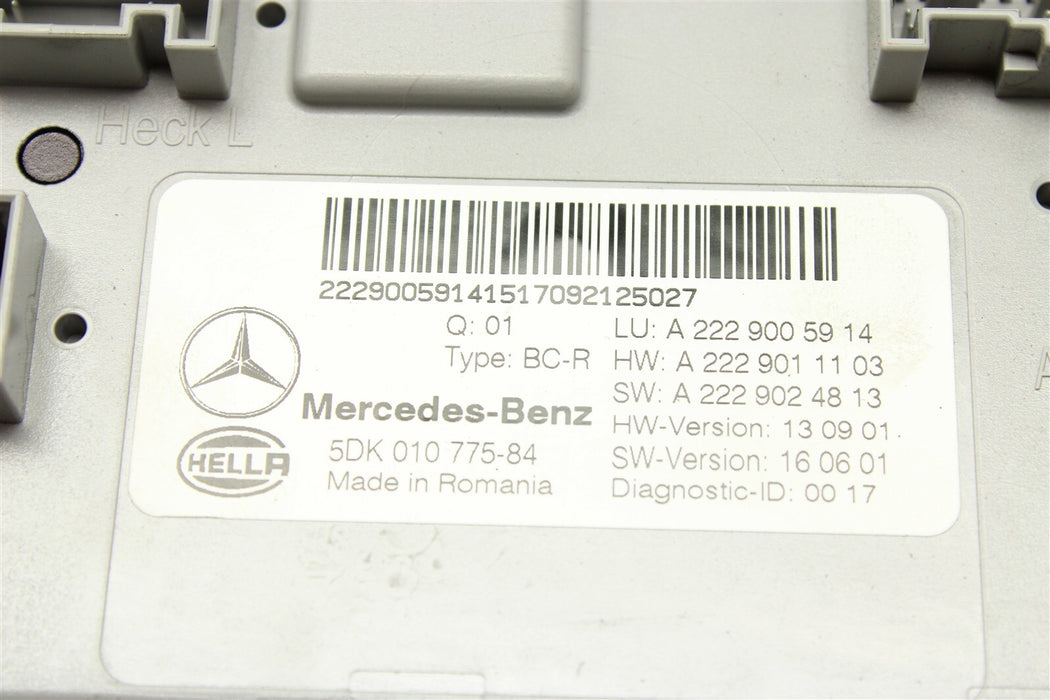 Heck L
22290059141517092125027
Q: 01
LU: A 222 900 59 14
Type: BC-R
HW: A 222 901 11 03
SW: A 222 902 48 13
Mercedes-Benz
HW-Version: 13 09 01
HELLA
5DK 010 775-84
SW-Version: 16 06 01
Made in Romania
Diagnostic-ID: 00 17